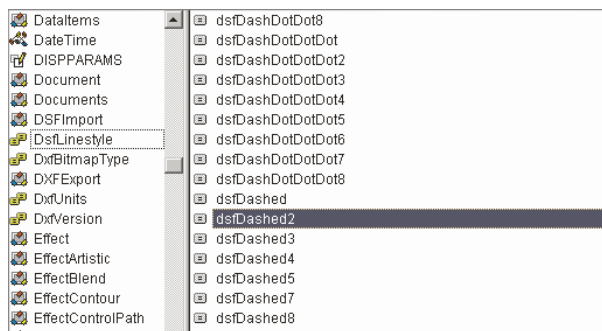 DataItems
DateTime
DISPPARAMS
Document
Documents
DSFImport
DsfLinestyle
DxfBitmapType
DXFExport
DxfUnits
DxfVersion
Effect
EffectArtistic
EffectBlend
EffectContour
EffectControlPath
dsfDashDotDot8
dsfDashDotDotDot
dsfDashDotDotDot2
dsfDashDotDotDot3
dsfDashDotDotDot4
dsfDashDotDotDot5
dsfDashDotDotDot6
dsfDashDotDotDot7
dsfDashDotDotDot8
dsfDashed
dsfDashed2
dsfDashed3
dsfDashed4
dsfDashed5
dsfDashed7
dsfDashed8